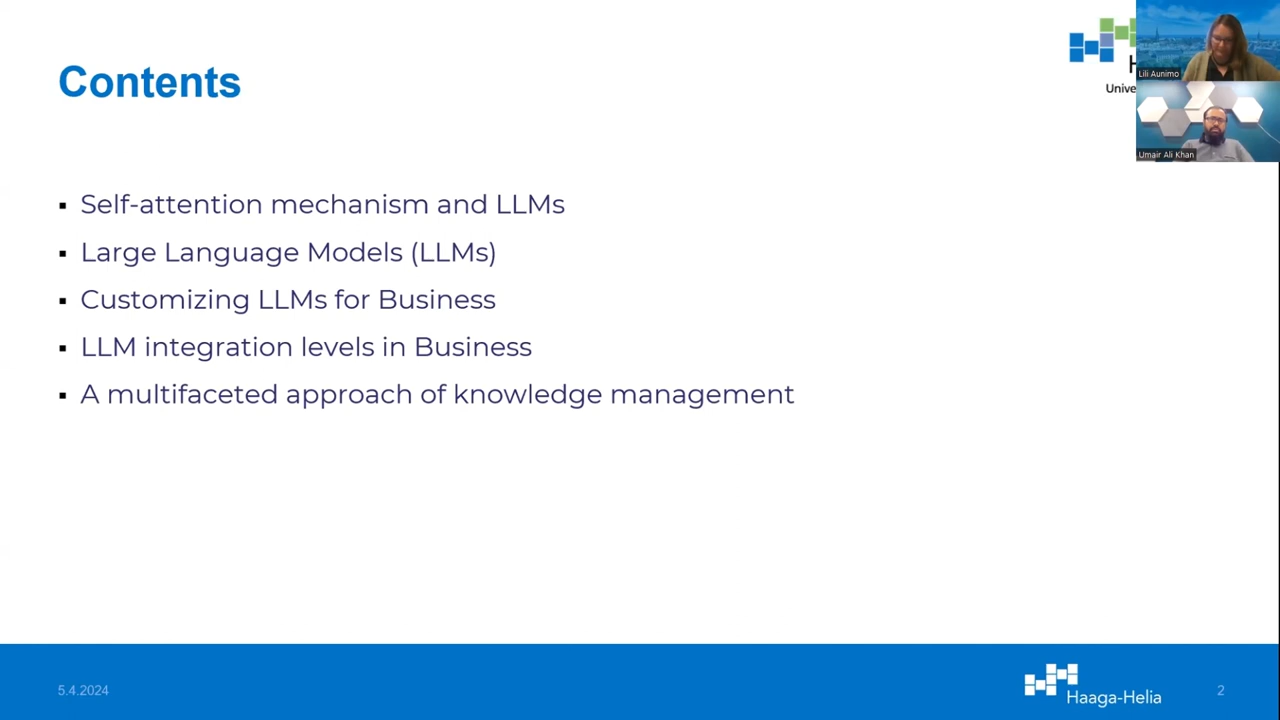 Contents
Unive
Lili Aunimo
Umair Ali Khan
▪ Self-attention mechanism and LLMs
▪ Large Language Models (LLMs)
▪ Customizing LLMs for Business
▪ LLM integration levels in Business
▪ A multifaceted approach of knowledge management
5.4.2024
Haaga-Helia
2